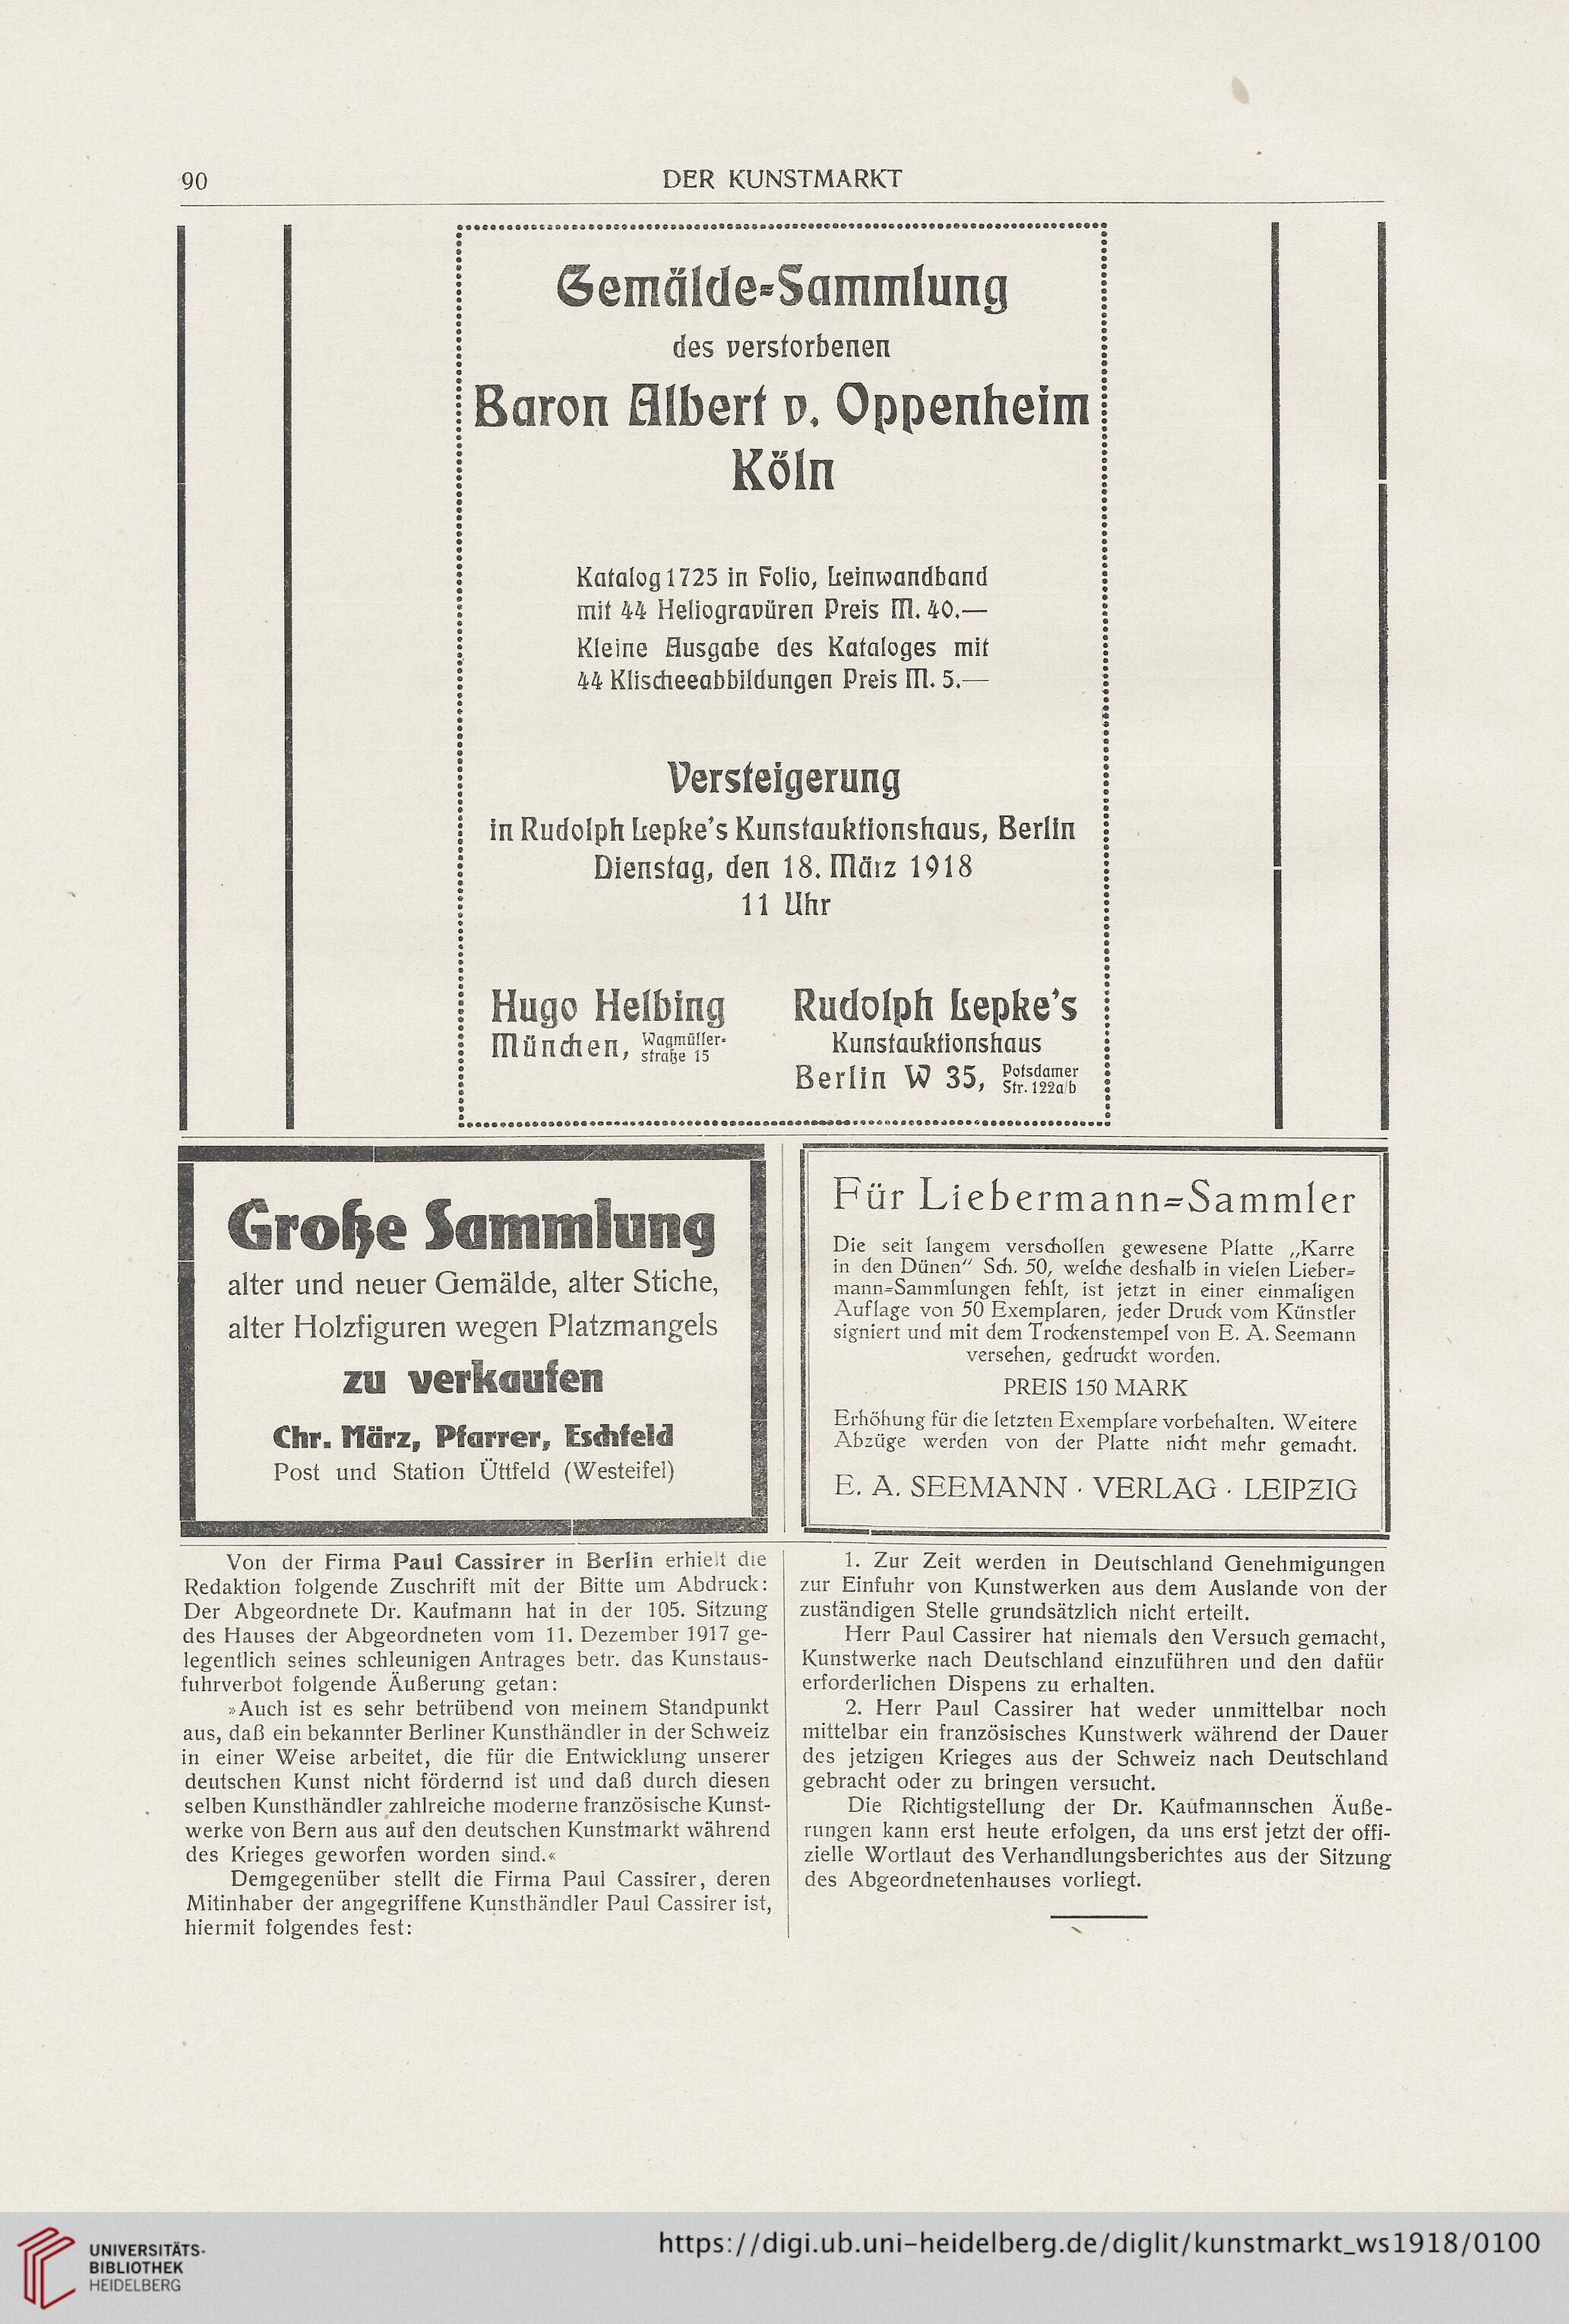 90
DER KUNSTMARKT
Gemälde-Sammlung
des verstorbenen
Baron Albert v. Oppenheim
Köln
Katalog 1725 in Folio, Leinwandband
mit 44 Heliogravüren Preis M. 40.—
Kleine Ausgabe des Kataloges mit
44 Klischeeabbildungen Preis M. 5.—
Versteigerung
in Rudolph Lepke's Kunstauktionshaus, Berlin
Dienstag, den 18. März 1918
11 Uhr
Hugo Helbing
München, Wagmüller-
straße 15
Rudolph Lepke's
Kunstauktionshaus
Berlin W 35, Potsdamer
Str. 122a/b
Große Sammlung
alter und neuer Gemälde, alter Stiche,
alter Holzfiguren wegen Platzmangels
zu verkaufen
Chr. März, Pfarrer, Eschfeld
Post und Station Üttfeld (Westeifel)
Für Liebermann-Sammler
Die seit langem verschollen gewesene Platte „Karre
in den Dünen" Sch. 50, welche deshalb in vielen Lieber-
mann-Sammlungen fehlt, ist jetzt in einer einmaligen
Auflage von 50 Exemplaren, jeder Druck vom Künstler
signiert und mit dem Trockenstempel von E. A. Seemann
versehen, gedruckt worden.
PREIS 150 MARK
Erhöhung für die letzten Exemplare vorbehalten. Weitere
Abzüge werden von der Platte nicht mehr gemacht.
E. A. SEEMANN · VERLAG · LEIPZIG
Von der Firma Paul Cassirer in Berlin erhielt die
Redaktion folgende Zuschrift mit der Bitte um Abdruck:
Der Abgeordnete Dr. Kaufmann hat in der 105. Sitzung
des Hauses der Abgeordneten vom 11. Dezember 1917 ge-
legentlich seines schleunigen Antrages betr. das Kunstaus-
fuhrverbot folgende Äußerung getan:
»Auch ist es sehr betrübend von meinem Standpunkt
aus, daß ein bekannter Berliner Kunsthändler in der Schweiz
in einer Weise arbeitet, die für die Entwicklung unserer
deutschen Kunst nicht fördernd ist und daß durch diesen
selben Kunsthändler zahlreiche moderne französische Kunst-
werke von Bern aus auf den deutschen Kunstmarkt während
des Krieges geworfen worden sind.«
Demgegenüber stellt die Firma Paul Cassirer, deren
Mitinhaber der angegriffene Kunsthändler Paul Cassirer ist,
hiermit folgendes fest:
1. Zur Zeit werden in Deutschland Genehmigungen
zur Einfuhr von Kunstwerken aus dem Auslande von der
zuständigen Stelle grundsätzlich nicht erteilt.
Herr Paul Cassirer hat niemals den Versuch gemacht,
Kunstwerke nach Deutschland einzuführen und den dafür
erforderlichen Dispens zu erhalten.
2. Herr Paul Cassirer hat weder unmittelbar noch
mittelbar ein französisches Kunstwerk während der Dauer
des jetzigen Krieges aus der Schweiz nach Deutschland
gebracht oder zu bringen versucht.
Die Richtigstellung der Dr. Kaufmannschen Äuße-
rungen kann erst heute erfolgen, da uns erst jetzt der offi-
zielle Wortlaut des Verhandlungsberichtes aus der Sitzung
des Abgeordnetenhauses vorliegt.
UNIVERSITÄTS-
BIBLIOTHEK
HEIDELBERG
https://digi.ub.uni-heidelberg.de/diglit/kunstmarkt_ws1918/0100